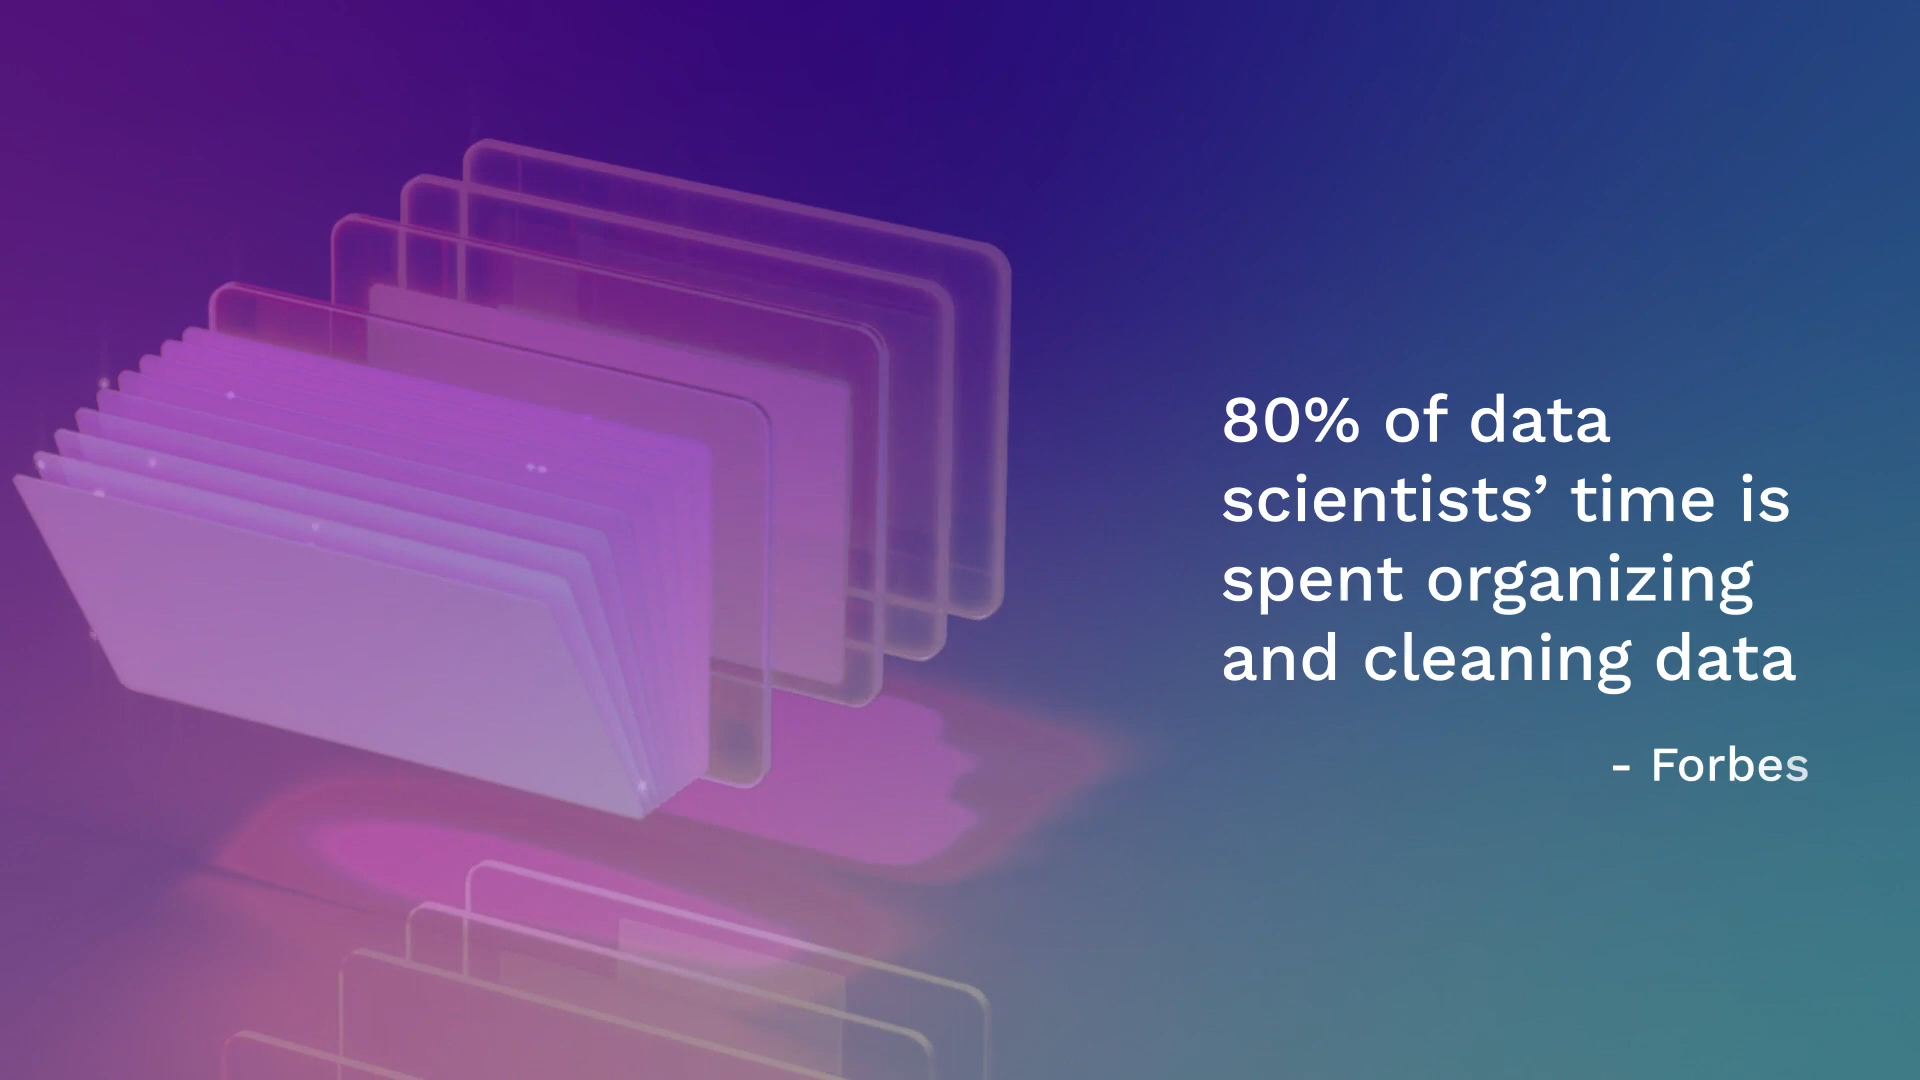 80% of data
scientists’ time is
spent organizing
and cleaning data
- Forbes